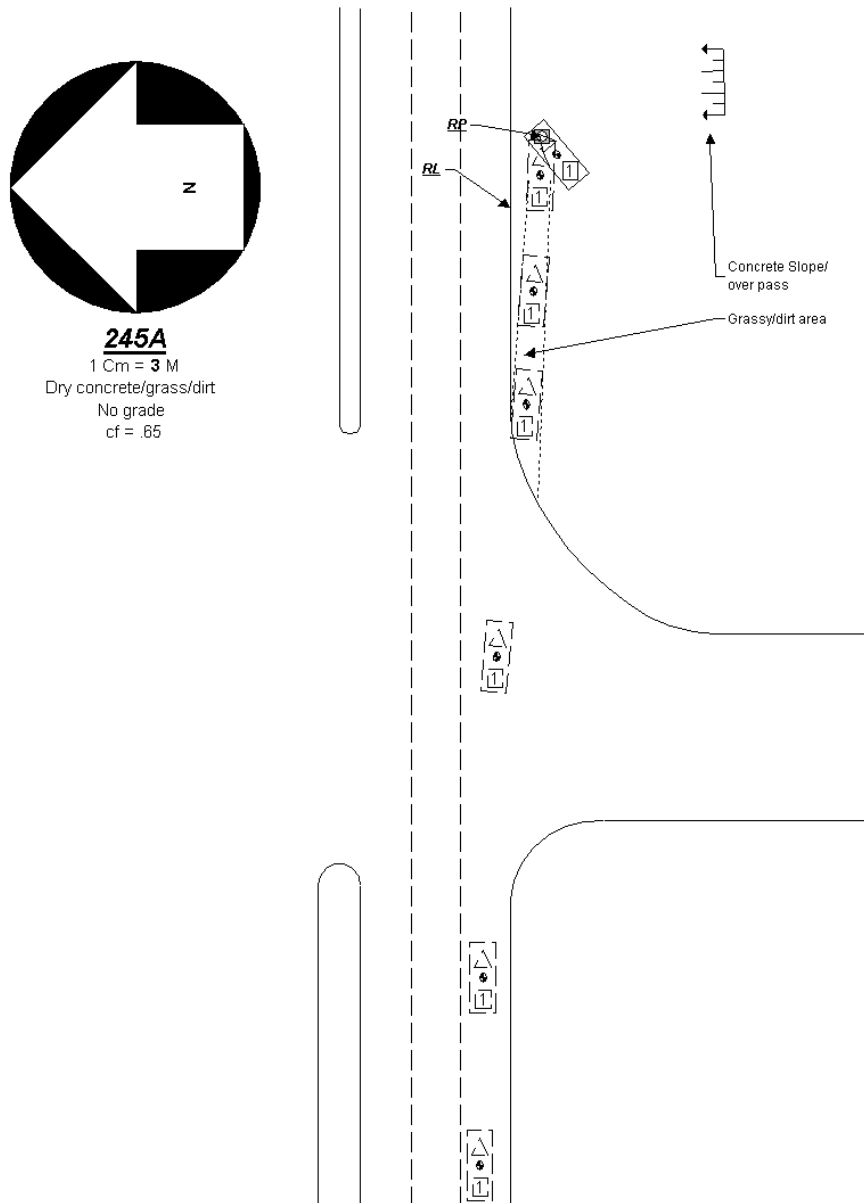 N
245A
1 Cm = 3 M
Dry concrete/grass/dirt
No grade
cf = .65
RP
RL
1
1
1
1
Concrete Slope/
over pass
Grassy/dirt area
1
1
1